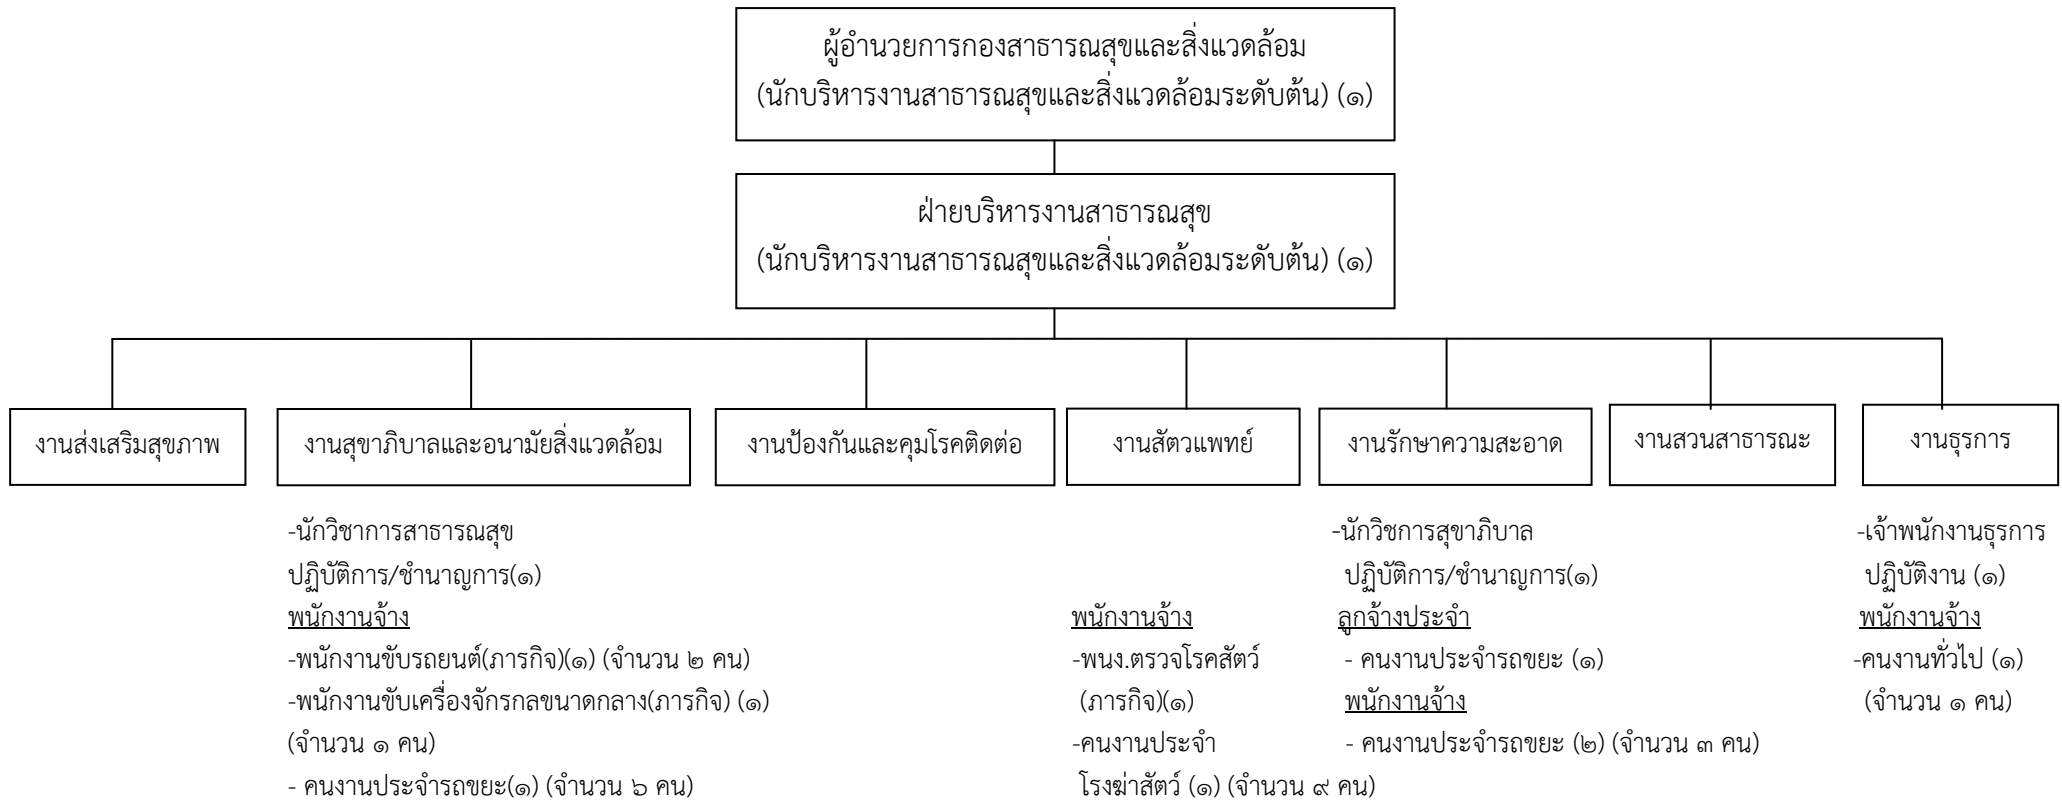 ผู้อำนวยการกองสาธารณสุขและสิ่งแวดล้อม
(นักบริหารงานสาธารณสุขและสิ่งแวดล้อมระดับต้น) (๑)
ฝ่ายบริหารงานสาธารณสุข
(นักบริหารงานสาธารณสุขและสิ่งแวดล้อมระดับต้น) (๑)
งานส่งเสริมสุขภาพ
งานสุขาภิบาลและอนามัยสิ่งแวดล้อม
งานป้องกันและคุมโรคติดต่อ
งานสัตวแพทย์
งานรักษาความสะอาด
งานสวนสาธารณะ
งานธุรการ
-นักวิชาการสาธารณสุข
ปฏิบัติการ/ชำนาญการ(๑)
พนักงานจ้าง
-พนักงานขับรถยนต์(ภารกิจ)(๑) (จำนวน ๒ คน)
-พนักงานขับเครื่องจักรกลขนาดกลาง(ภารกิจ) (๑)
(จำนวน ๑ คน)
- คนงานประจำรถขยะ(๑) (จำนวน ๖ คน)
พนักงานจ้าง
-พนง.ตรวจโรคสัตว์
(ภารกิจ)(๑)
-คนงานประจำ
โรงฆ่าสัตว์ (๑) (จำนวน ๙ คน)
-นักวิชการสุขาภิบาล
ปฏิบัติการ/ชำนาญการ(๑)
ลูกจ้างประจำ
- คนงานประจำรถขยะ (๑)
พนักงานจ้าง
- คนงานประจำรถขยะ (๒) (จำนวน ๓ คน)
-เจ้าพนักงานธุรการ
ปฏิบัติงาน (๑)
พนักงานจ้าง
-คนงานทั่วไป (๑)
(จำนวน ๑ คน)